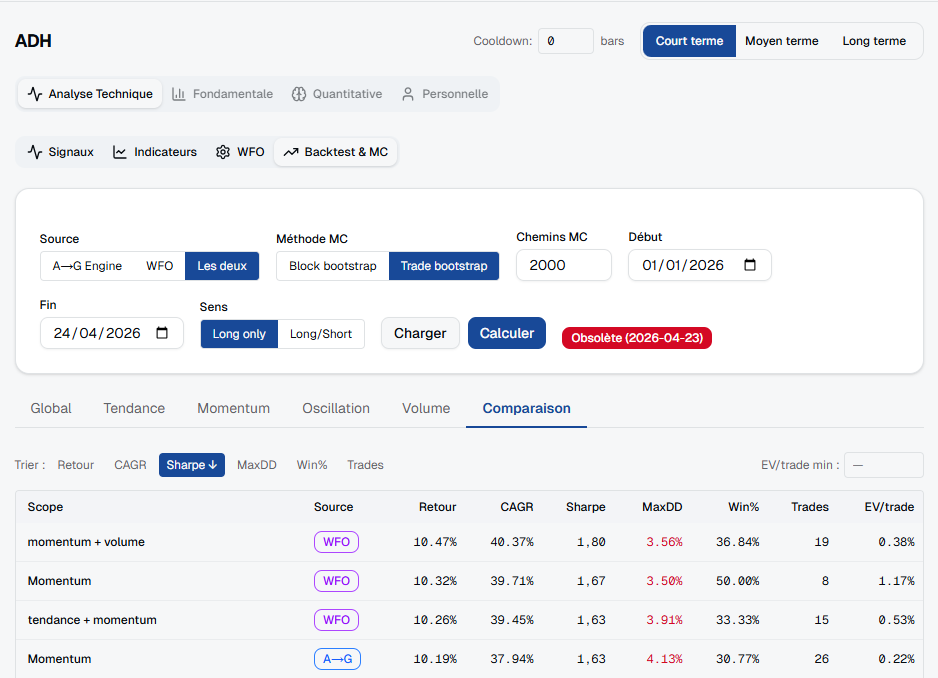 ADH
Cooldown: 0 bars
Court terme Moyen terme Long terme
Analyse Technique Fondamentale Quantitative Personnelle
Signaux Indicateurs WFO Backtest & MC
Source
A→G Engine WFO Les deux
Méthode MC
Block bootstrap Trade bootstrap
Chemins MC
2000
Début
01/01/2026
Fin
24/04/2026
Sens
Long only Long/Short
Charger Calculer Obsolète (2026-04-23)
Global Tendance Momentum Oscillation Volume Comparaison
Trier : Retour CAGR Sharpe ↓ MaxDD Win% Trades EV/trade min : —
Scope Source Retour CAGR Sharpe MaxDD Win% Trades EV/trade
momentum + volume WFO 10.47% 40.37% 1,80 3.56% 36.84% 19 0.38%
Momentum WFO 10.32% 39.71% 1,67 3.50% 50.00% 8 1.17%
tendance + momentum WFO 10.26% 39.45% 1,63 3.91% 33.33% 15 0.53%
Momentum A→G 10.19% 37.94% 1,63 4.13% 30.77% 26 0.22%